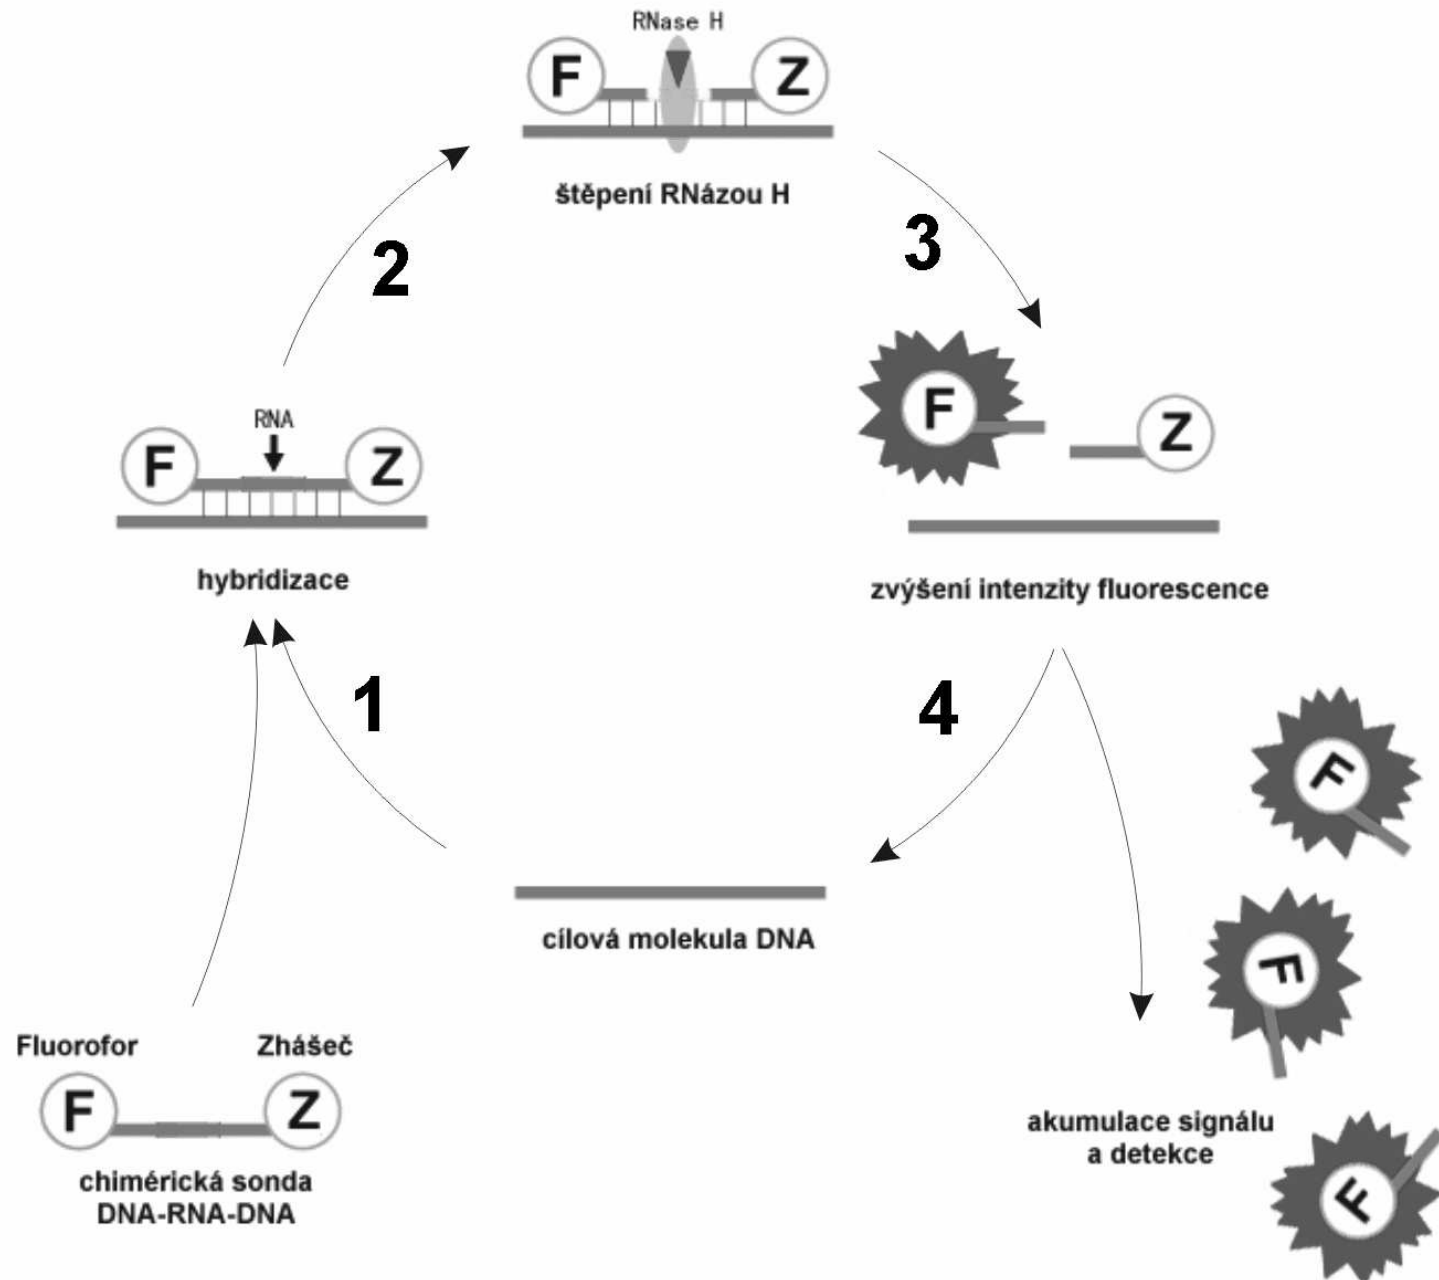 RNase H
F
Z
štěpení RNázou H
2
3
F
Z
RNA
F
Z
hybridizace
zvýšení intenzity fluorescence
1
4
F
cílová molekula DNA
F
Fluorofor
Zhášeč
F
Z
chimérická sonda
DNA-RNA-DNA
akumulace signálu
a detekce
F